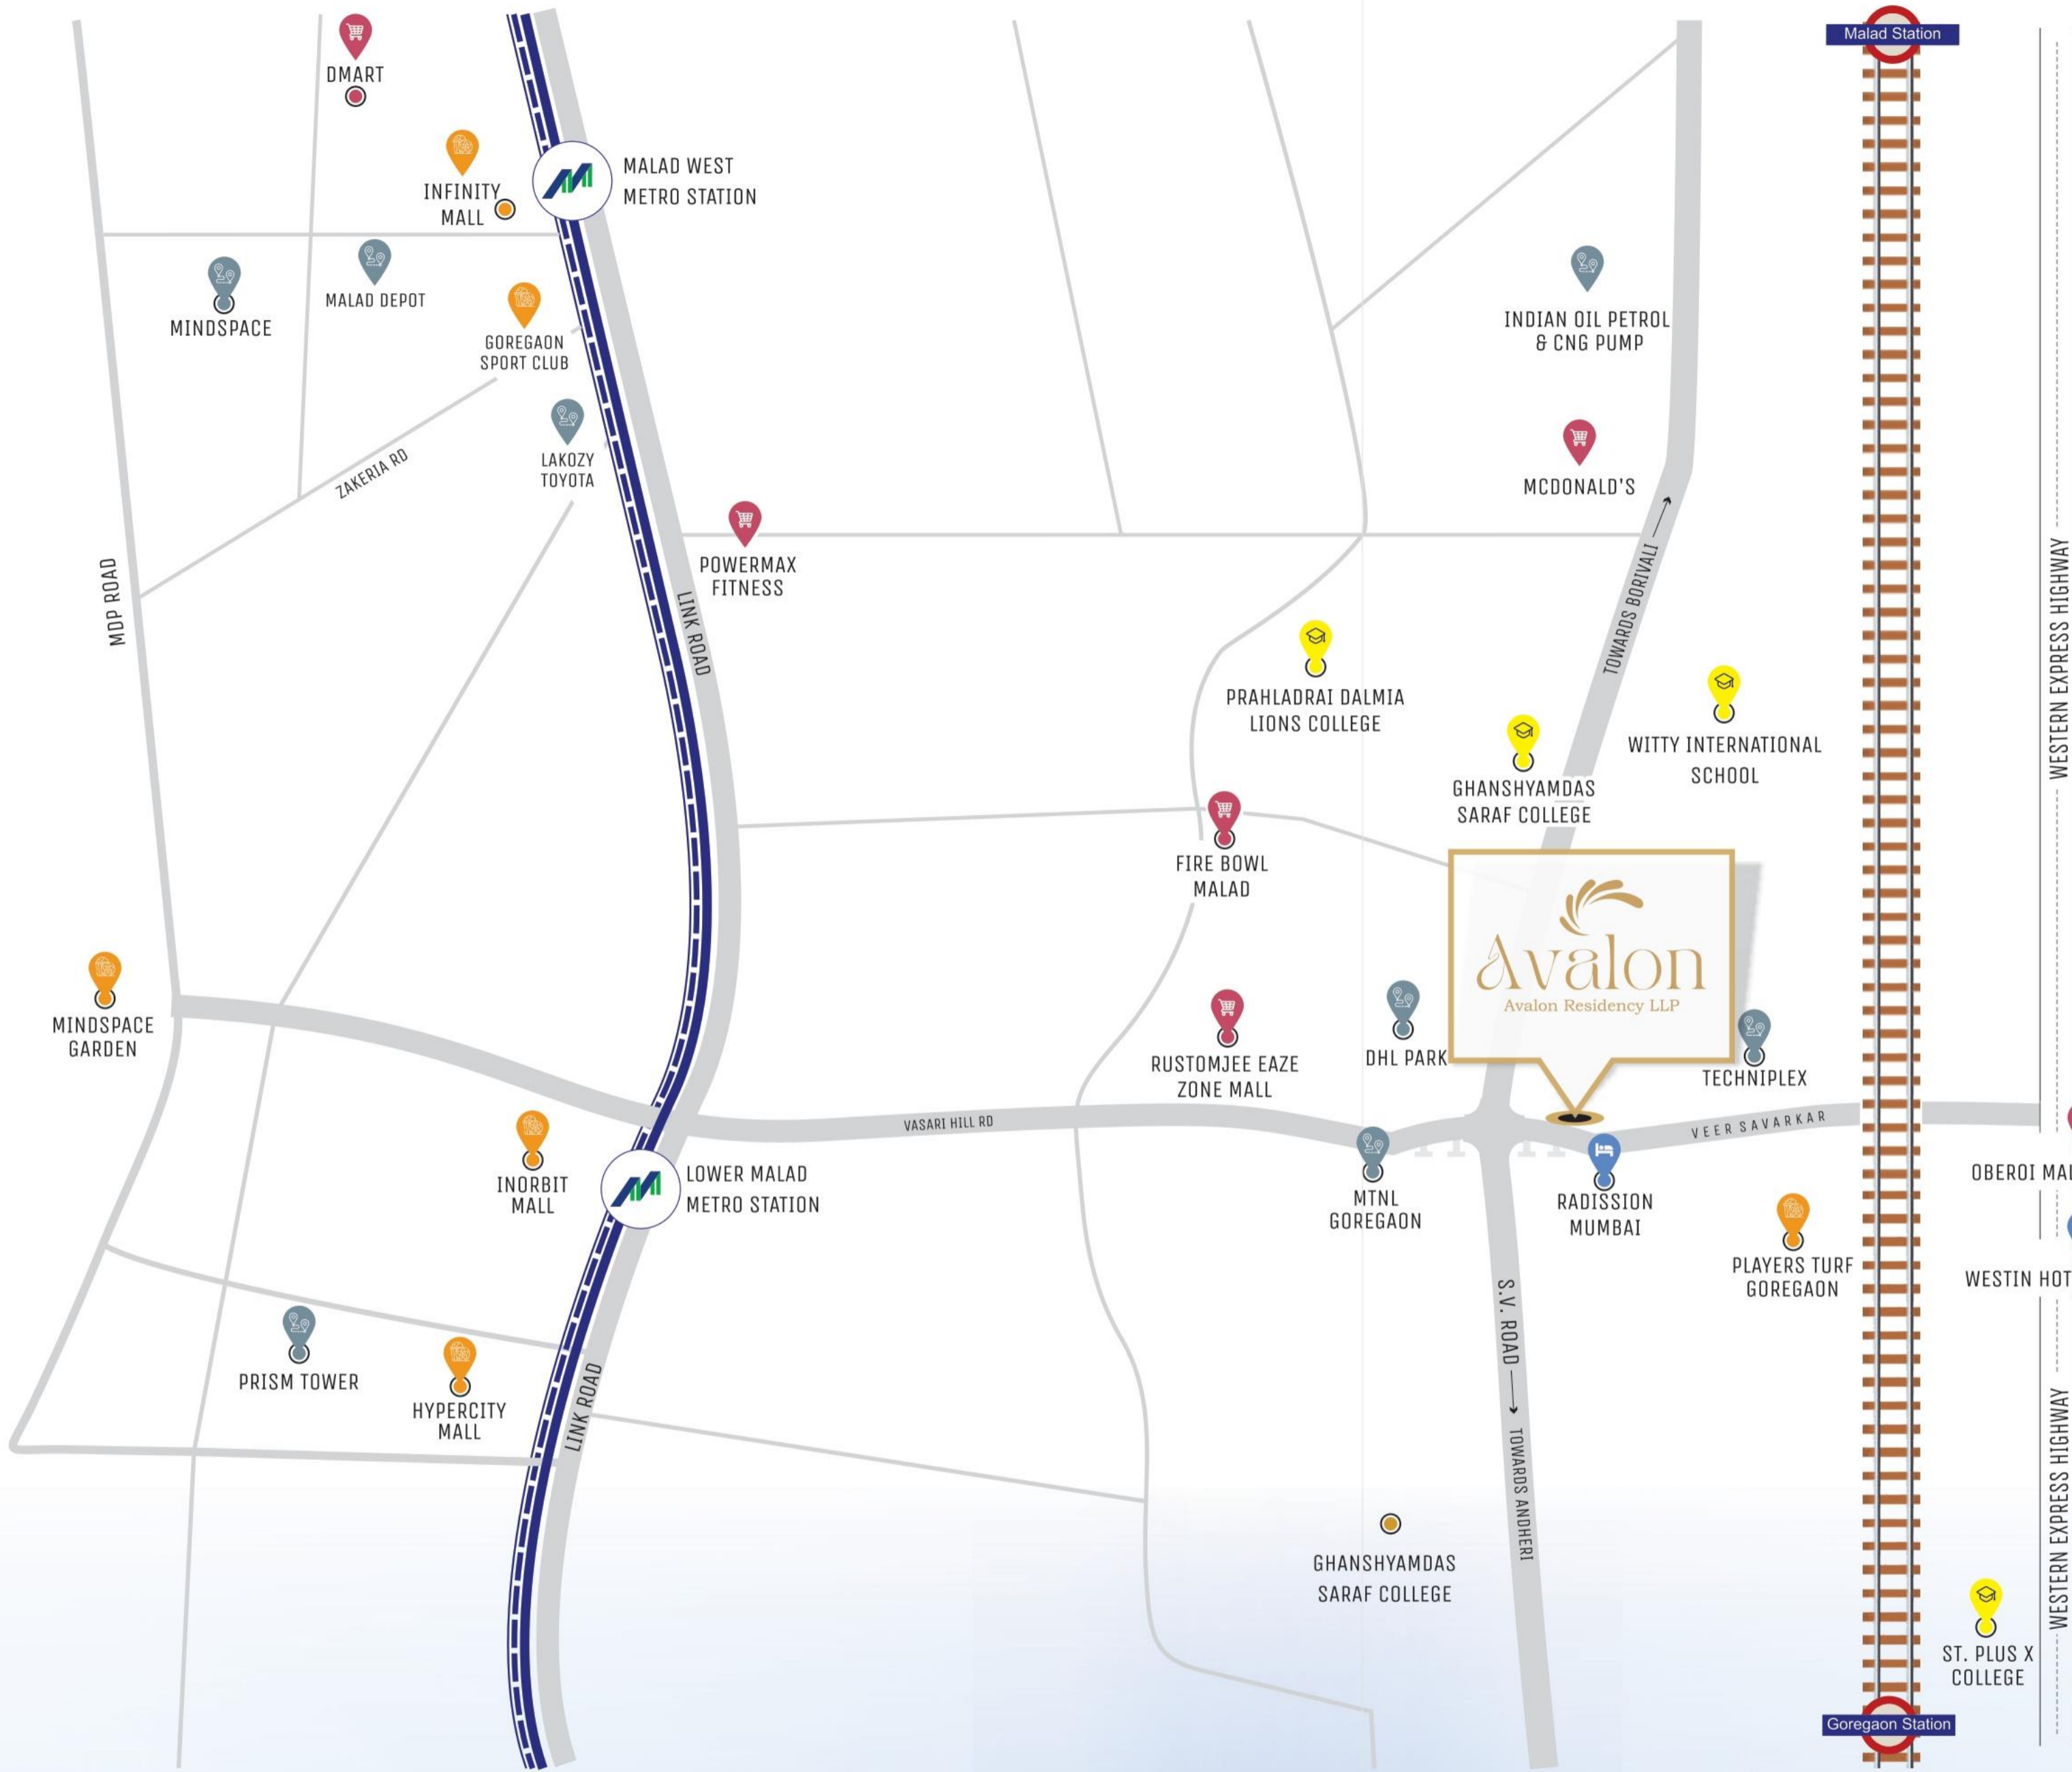 Malad Station
DMART
MALAD WEST
METRO STATION
INFINITY
MALL
MINDSPACE
MALAD DEPOT
GOREGAON
SPORT CLUB
INDIAN OIL PETROL
& CNG PUMP
LAKOZY
TOYOTA
ZAKERIA RD
MCDONALD'S
POWERMAX
FITNESS
MDP ROAD
LINK ROAD
TOWARDS BORIVALI
WESTERN EXPRESS HIGHWAY
PRAHLADRAI DALMIA
LIONS COLLEGE
WITTY INTERNATIONAL
SCHOOL
GHANSHYAMDAS
SARAF COLLEGE
FIRE BOWL
MALAD
Avalon
Avalon Residency LLP
MINDSPACE
GARDEN
RUSTOMJEE EAZE
ZONE MALL
DHL PARK
TECHNIPLEX
VASARI HILL RD
VEER SAVARKAR
INORBIT
MALL
LOWER MALAD
METRO STATION
MTNL
GOREGAON
RADISSION
MUMBAI
OBEROI MAL
PLAYERS TURF
GOREGAON
WESTIN HOT
S.V. ROAD
TOWARDS ANDHERI
PRISM TOWER
HYPERCITY
MALL
LINK ROAD
WESTERN EXPRESS HIGHWAY
GHANSHYAMDAS
SARAF COLLEGE
ST. PLUS X
COLLEGE
Goregaon Station